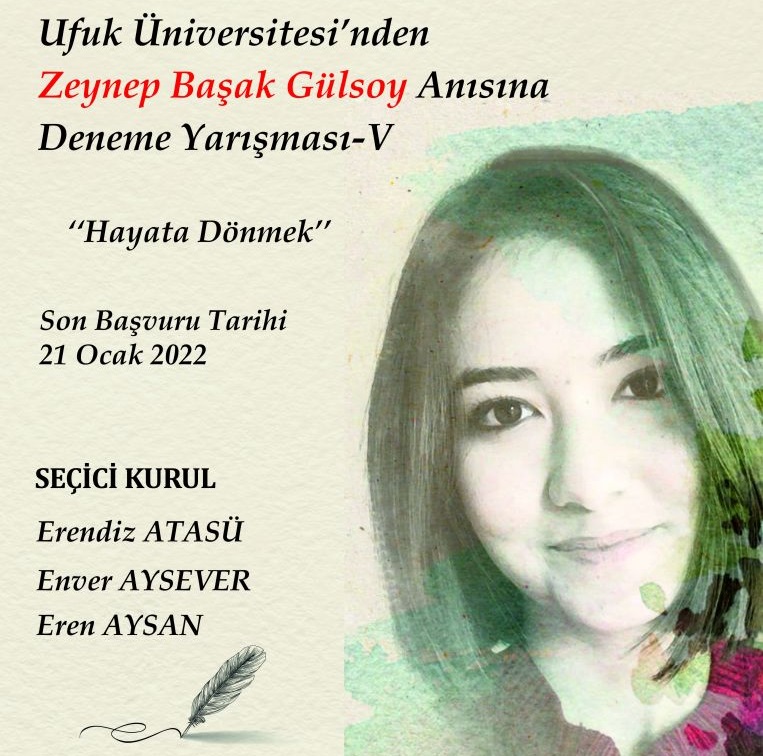 Ufuk Üniversitesi’nden
Zeynep Başak Gülsoy Anısına
Deneme Yarışması-V
‘‘Hayata Dönmek’’
Son Başvuru Tarihi
21 Ocak 2022
SEÇİCİ KURUL
Erendiz ATASÜ
Enver AYSEVER
Eren AYSAN